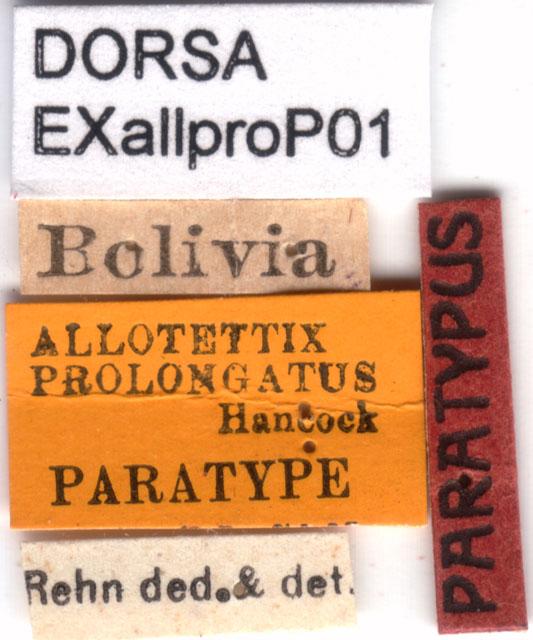 DORSA
EXallproP01
Bolivia
ALLOTETTIX
PROLONGATUS
Hancock
PARATYPE
Rehn ded. & det.
PARATYPUS